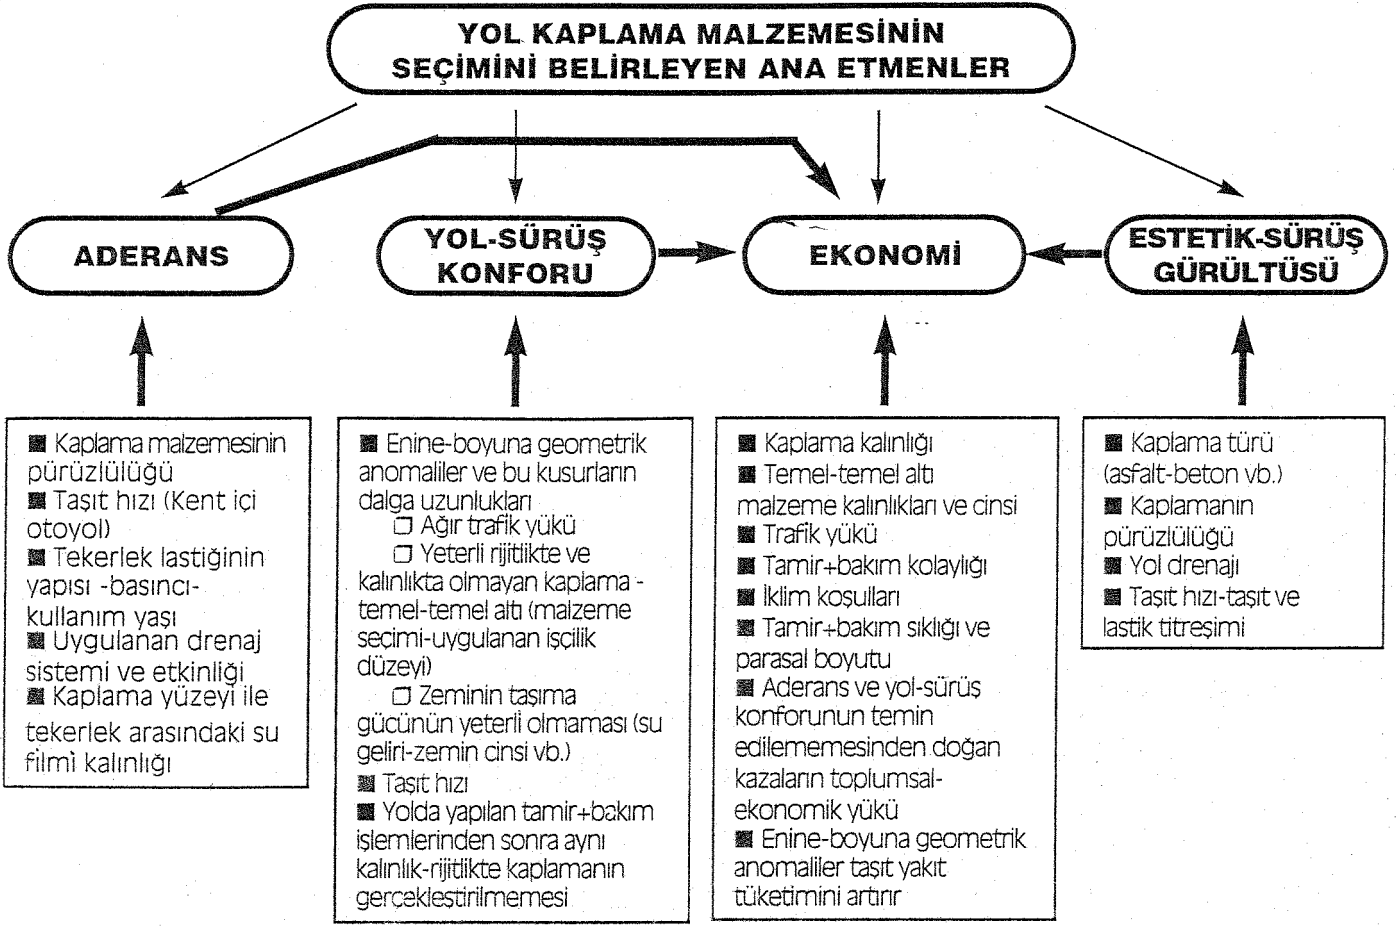 YOL KAPLAMA MALZEMESİNİN
SEÇİMİNİ BELİRLEYEN ANA ETMENLER
ADERANS
YOL-SÜRÜŞ
KONFORU
EKONOMİ
ESTETİK-SÜRÜŞ
GÜRÜLTÜSÜ
■ Kaplama malzemesinin
pürüzlülüğü
■ Taşıt hızı (Kent içi
otoyol)
■ Tekerlek lastiğinin
yapısı -basıncı-
kullanım yaşı
■ Uygulanan drenaj
sistemi ve etkinliği
■ Kaplama yüzeyi ile
tekerlek arasındaki su
filmi kalınlığı
■ Enine-boyuna geometrik
anomaliler ve bu kusurların
dalga uzunlukları
❒ Ağır trafik yükü
❒ Yeterli rijitlikte ve
kalınlıkta olmayan kaplama -
temel-temel altı (malzeme
seçimi-uygulanan işçilik
düzeyi)
❒ Zeminin taşıma
gücünün yeterli olmaması (su
geliri-zemin cinsi vb.)
■ Taşıt hızı
■ Yolda yapılan tamir+bakım
işlemlerinden sonra aynı
kalınlık-rijitlikte kaplamanın
gerçekleştirilmemesi
■ Kaplama kalınlığı
■ Temel-temel altı
malzeme kalınlıkları ve cinsi
■ Trafik yükü
■ Tamir+bakım kolaylığı
■ İklim koşulları
■ Tamir+bakım sıklığı ve
parasal boyutu
■ Aderans ve yol-sürüş
konforunun temin
edilememesinden doğan
kazaların toplumsal-
ekonomik yükü
■ Enine-boyuna geometrik
anomaliler taşıt yakıt
tüketimini artırır
■ Kaplama türü
(asfalt-beton vb.)
■ Kaplamanın
pürüzlülüğü
■ Yol drenajı
■ Taşıt hızı-taşıt ve
lastik titreşimi